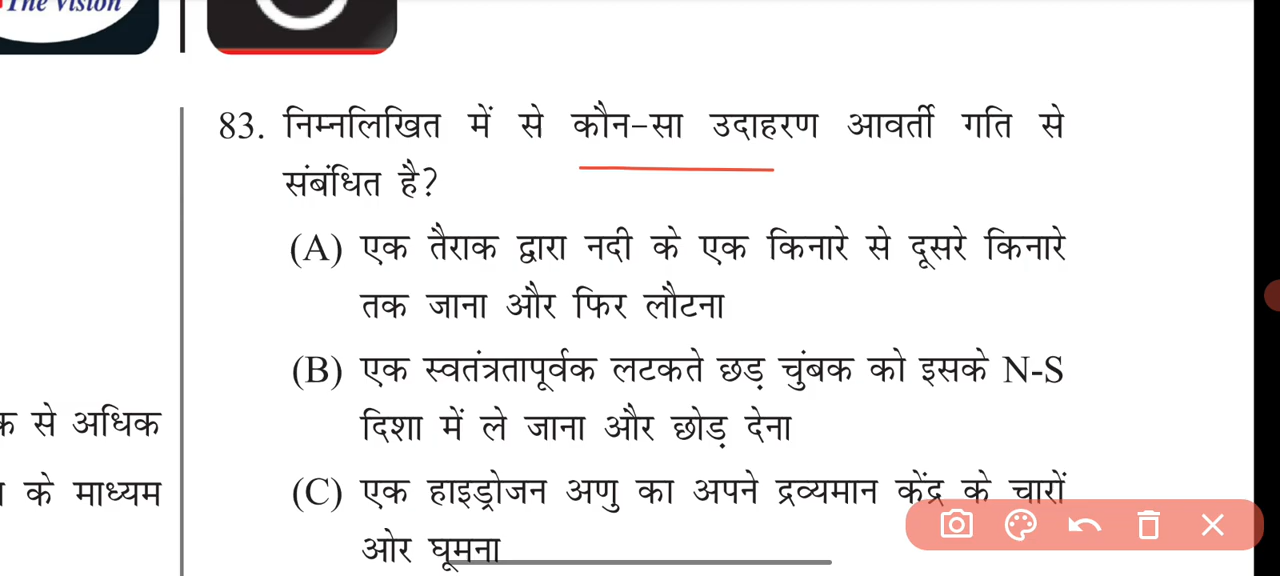 The Vision
83. निम्नलिखित में से कौन-सा उदाहरण आवर्ती गति से
संबंधित है?
(A) एक तैराक द्वारा नदी के एक किनारे से दूसरे किनारे
तक जाना और फिर लौटना
(B) एक स्वतंत्रतापूर्वक लटकते छड़ चुंबक को इसके N-S
दिशा में ले जाना और छोड़ देना
क से अधिक
के माध्यम
(C) एक हाइड्रोजन अणु का अपने द्रव्यमान केंद्र के चारों
ओर घूमना